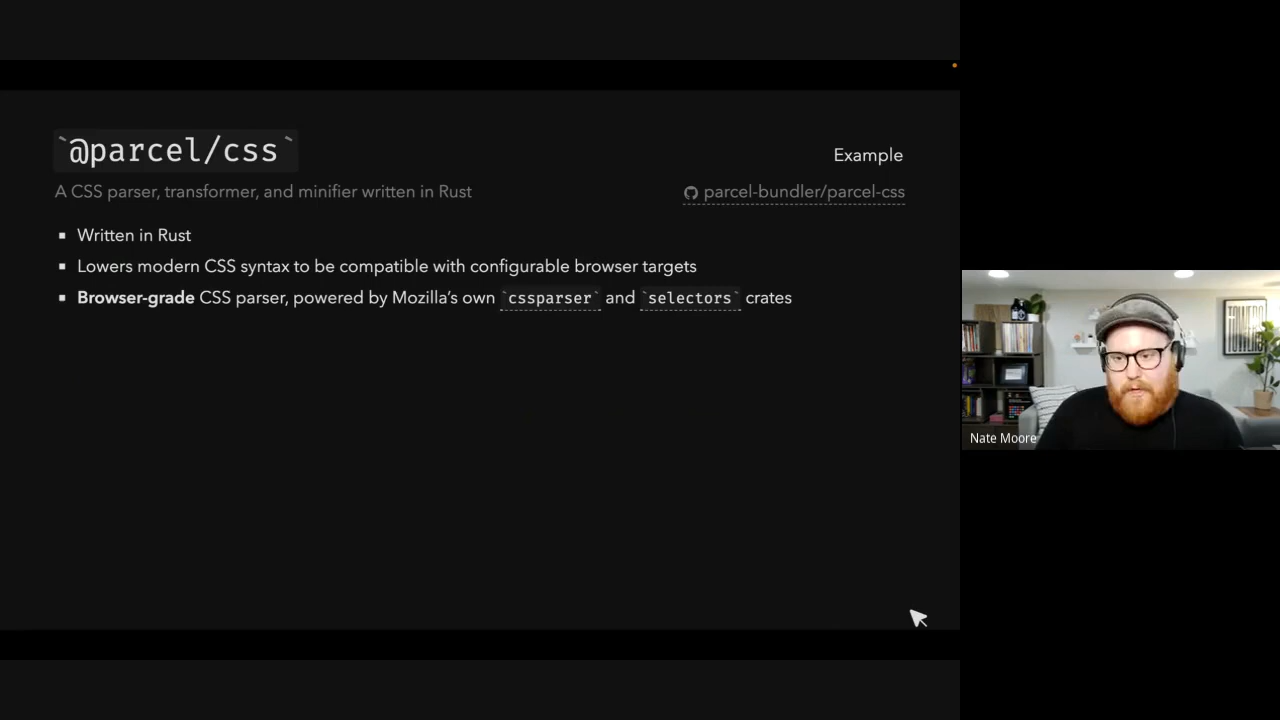 `@parcel/css`
Example
A CSS parser, transformer, and minifier written in Rust
parcel-bundler/parcel-css
Written in Rust
Lowers modern CSS syntax to be compatible with configurable browser targets
Browser-grade CSS parser, powered by Mozilla’s own `cssparser` and `selectors` crates
Nate Moore